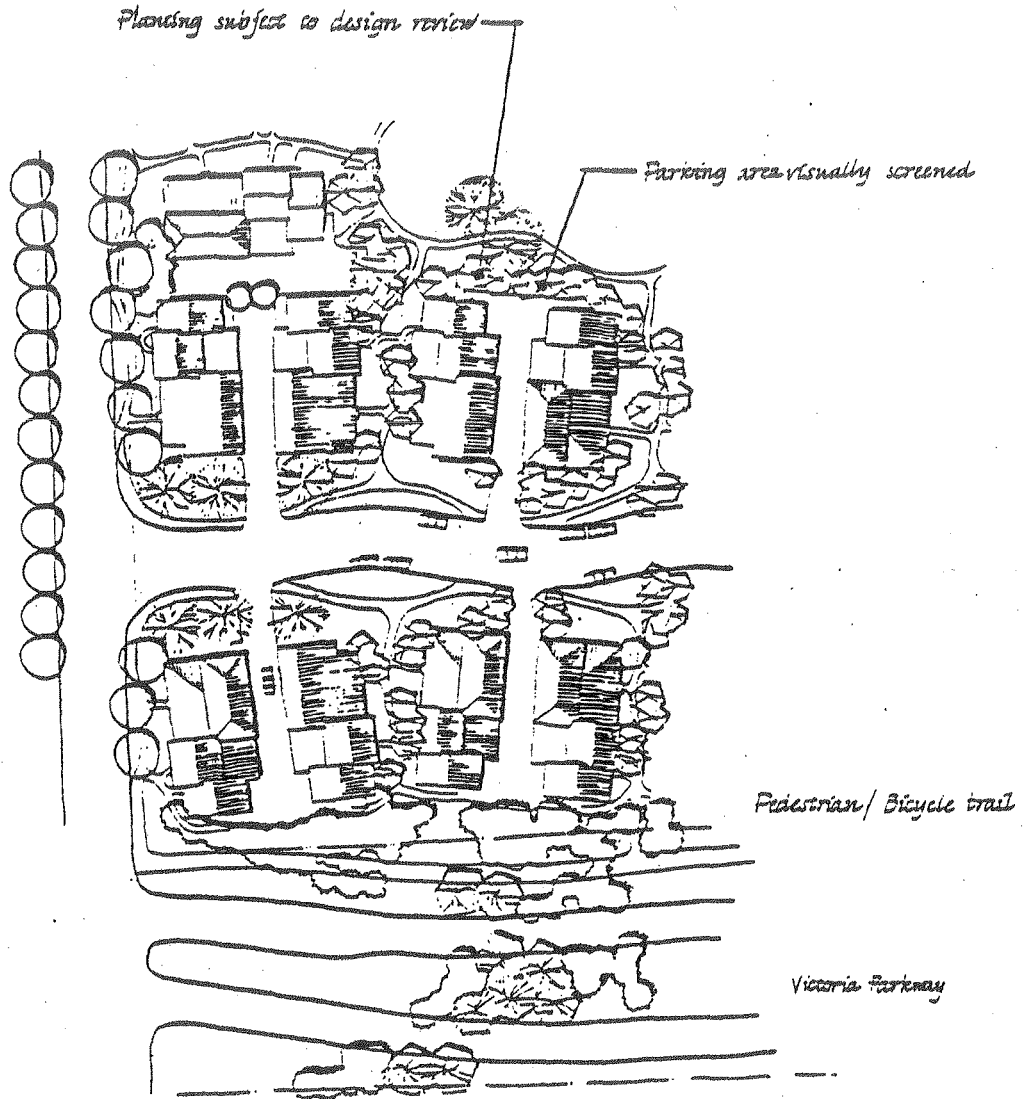 Planting subject to design review
Parking area visually screened
Pedestrian / Bicycle trail
Victoria Parkway